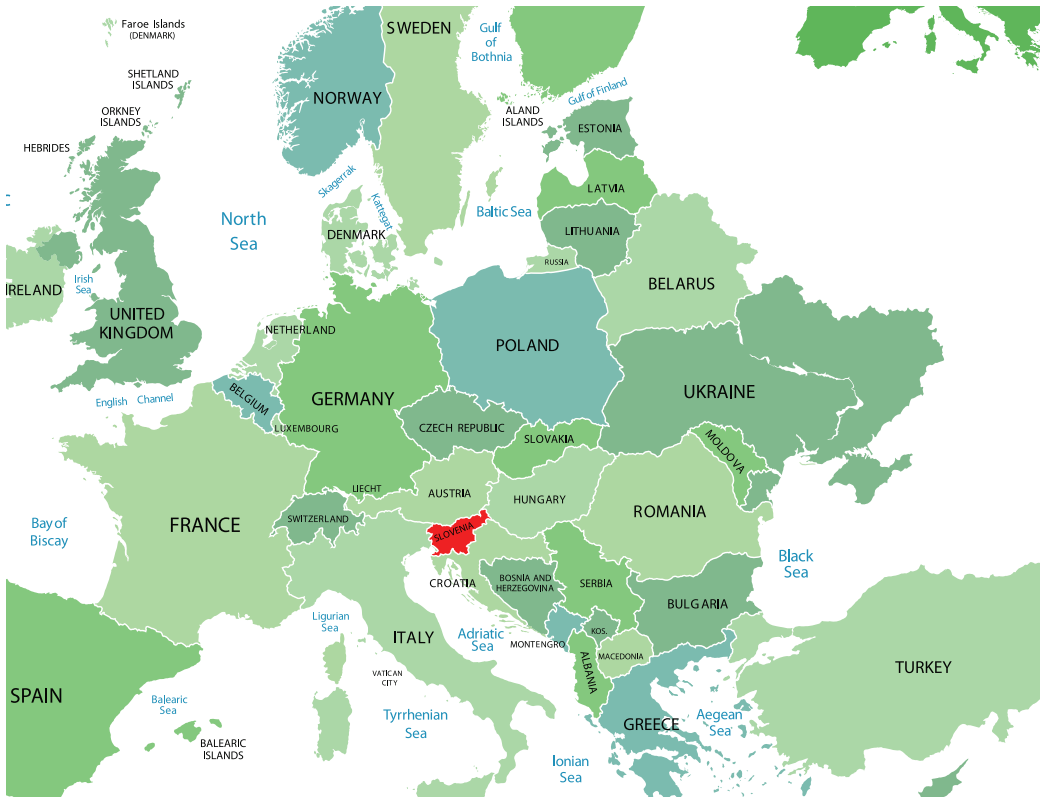 Faroe Islands
(DENMARK)
SWEDEN
Gulf
of
Bothnia
SHETLAND
ISLANDS
NORWAY
Gulf of Finland
ORKNEY
ISLANDS
ALAND
ISLANDS
ESTONIA
HEBRIDES
Skagerrak
LATVIA
C
North
Sea
Kattegat
Baltic Sea
DENMARK
LITHUANIA
RUSSIA
Irish
Sea
IRELAND
BELARUS
UNITED
KINGDOM
NETHERLAND
POLAND
BELGIUM
GERMANY
UKRAINE
English Channel
LUXEMBOURG
CZECH REPUBLIC
SLOVAKIA
MOLDOVA
LIECHT
AUSTRIA
HUNGARY
ROMANIA
SWITZERLAND
FRANCE
Bay of
Biscay
SLOVENIA
Black
Sea
CROATIA
BOSNIA AND
HERZEGOVINA
SERBIA
BULGARIA
Ligurian
Sea
ITALY
Adriatic
Sea
MONTENGRO
KOS.
MACEDONIA
ALBANIA
VATICAN
CITY
TURKEY
SPAIN
Balearic
Sea
Tyrrhenian
Sea
GREECE
Aegean
Sea
BALEARIC
ISLANDS
Ionian
Sea